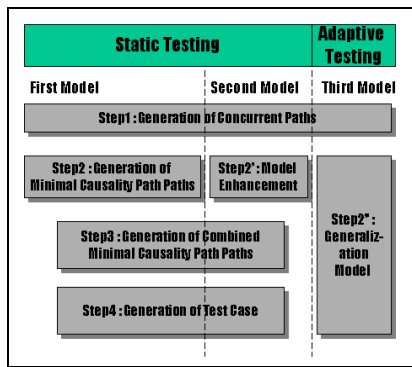 Static Testing
Adaptive
Testing
First Model
Second Model
Third Model
Step1 : Generation of Concurrent Paths
Step2 : Generation of
Minimal Causality Path Paths
Step2' : Model
Enhancement
Step2" :
Generaliz-
ation
Model
Step3 : Generation of Combined
Minimal Causality Path Paths
Step4 : Generation of Test Case